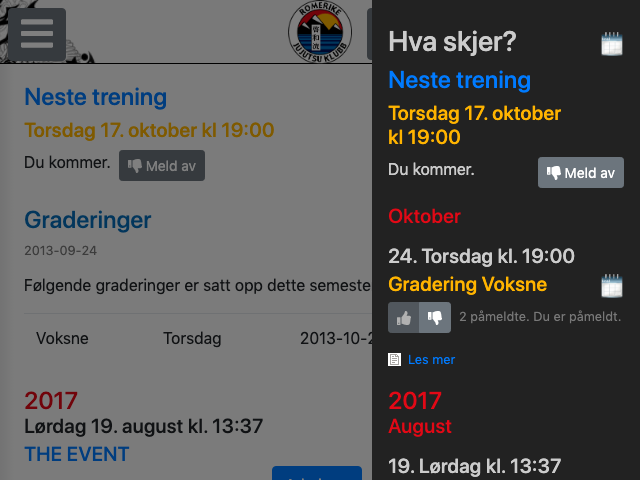 ROMERIKE
JUJUTSU KLUBB
Neste trening
Torsdag 17. oktober kl 19:00
Du kommer.
Meld av
Graderinger
2013-09-24
Følgende graderinger er satt opp dette semeste
Voksne
Torsdag
2013-10-2
2017
Lørdag 19. august kl. 13:37
THE EVENT
Hva skjer?
Neste trening
Torsdag 17. oktober
kl 19:00
Du kommer.
Meld av
Oktober
24. Torsdag kl. 19:00
Gradering Voksne
2 påmeldte. Du er påmeldt.
Les mer
2017
August
19. Lørdag kl. 13:37